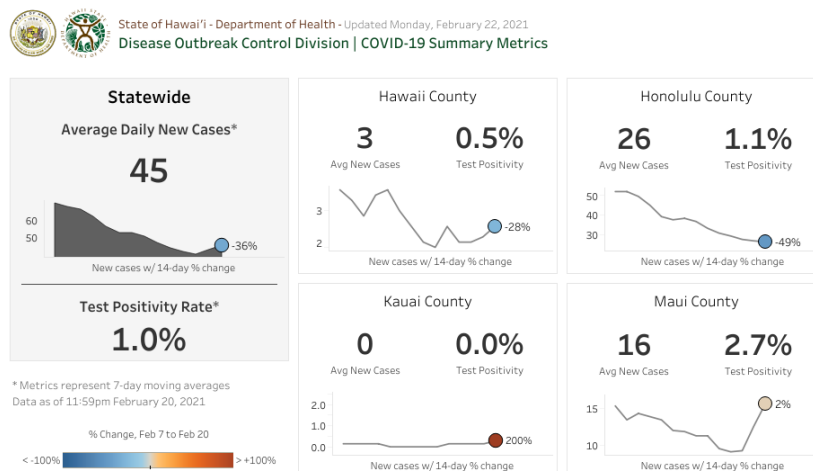 State of Hawaiʻi - Department of Health - Updated Monday, February 22, 2021
Disease Outbreak Control Division | COVID-19 Summary Metrics
Statewide
Average Daily New Cases*
45
60
50
-36%
New cases w/ 14-day % change
Test Positivity Rate*
1.0%
* Metrics represent 7-day moving averages
Data as of 11:59pm February 20, 2021
% Change, Feb 7 to Feb 20
< -100% > +100%
Hawaii County
3 0.5%
Avg New Cases Test Positivity
3
2
-28%
New cases w/ 14-day % change
Honolulu County
26 1.1%
Avg New Cases Test Positivity
50
40
30
-49%
New cases w/ 14-day % change
Kauai County
0 0.0%
Avg New Cases Test Positivity
2.0
1.0
0.0
200%
New cases w/ 14-day % change
Maui County
16 2.7%
Avg New Cases Test Positivity
15
10
2%
New cases w/ 14-day % change